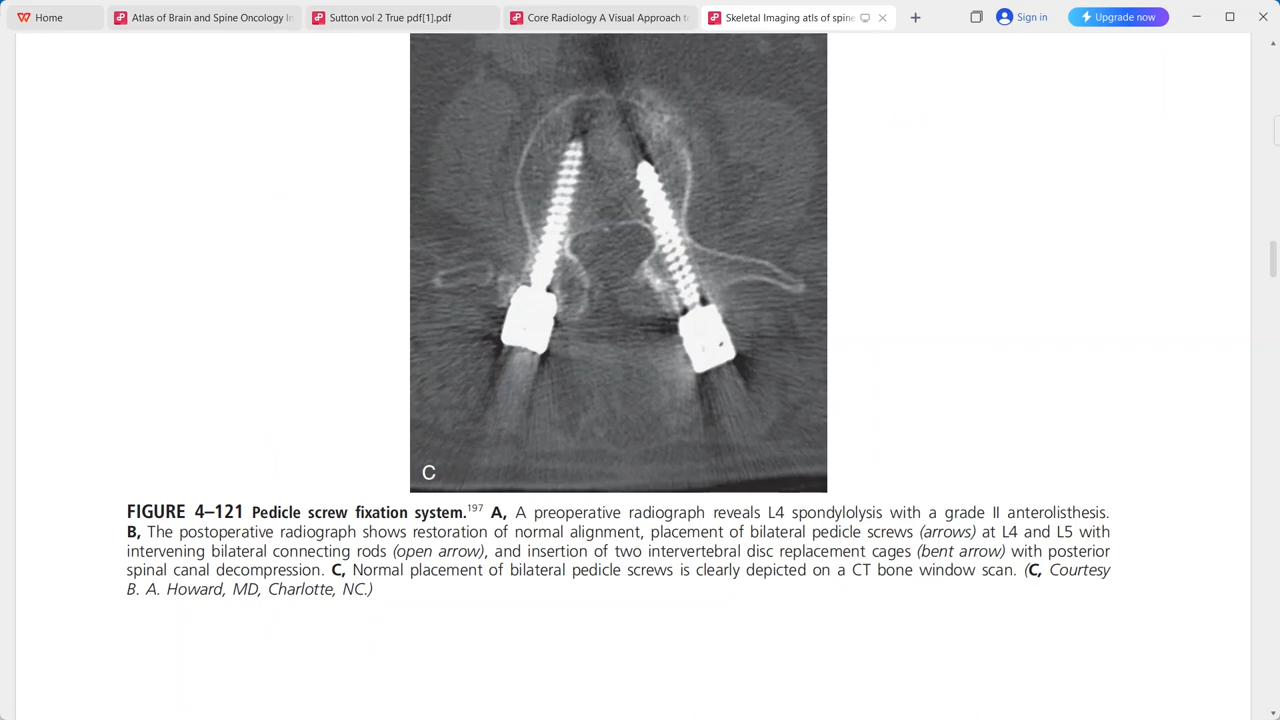 Home
Atlas of Brain and Spine Oncology I
Sutton vol 2 True pdf[1].pdf
Core Radiology A Visual Approach t
Skeletal Imaging atls of spine
Sign in
Upgrade now
C
FIGURE 4–121 Pedicle screw fixation system.197 A, A preoperative radiograph reveals L4 spondylolysis with a grade II anterolisthesis.
B, The postoperative radiograph shows restoration of normal alignment, placement of bilateral pedicle screws (arrows) at L4 and L5 with
intervening bilateral connecting rods (open arrow), and insertion of two intervertebral disc replacement cages (bent arrow) with posterior
spinal canal decompression. C, Normal placement of bilateral pedicle screws is clearly depicted on a CT bone window scan. (C, Courtesy
B. A. Howard, MD, Charlotte, NC.)